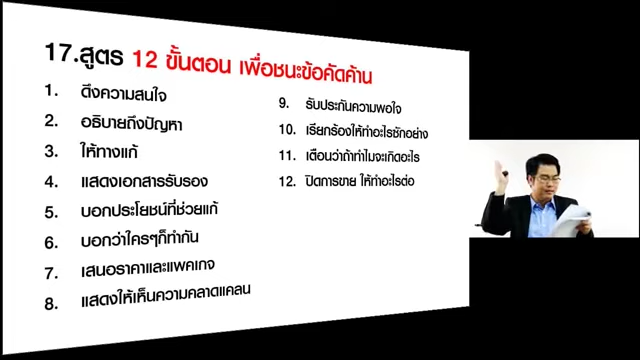 17.สูตร 12 ขั้นตอน เพื่อชนะข้อคัดค้าน
1. ดึงความสนใจ
2. อธิบายถึงปัญหา
3. ให้ทางแก้
4. แสดงเอกสารรับรอง
5. บอกประโยชน์ที่ช่วยแก้
6. บอกว่าใครๆก็ทำกัน
7. เสนอราคาและแพคเกจ
8. แสดงให้เห็นความคลาดแคลน
9. รับประกันความพอใจ
10. เรียกร้องให้ทำอะไรซักอย่าง
11. เตือนว่าถ้าทำไมจะเกิดอะไร
12. ปิดการขาย ให้ทำอะไรต่อ